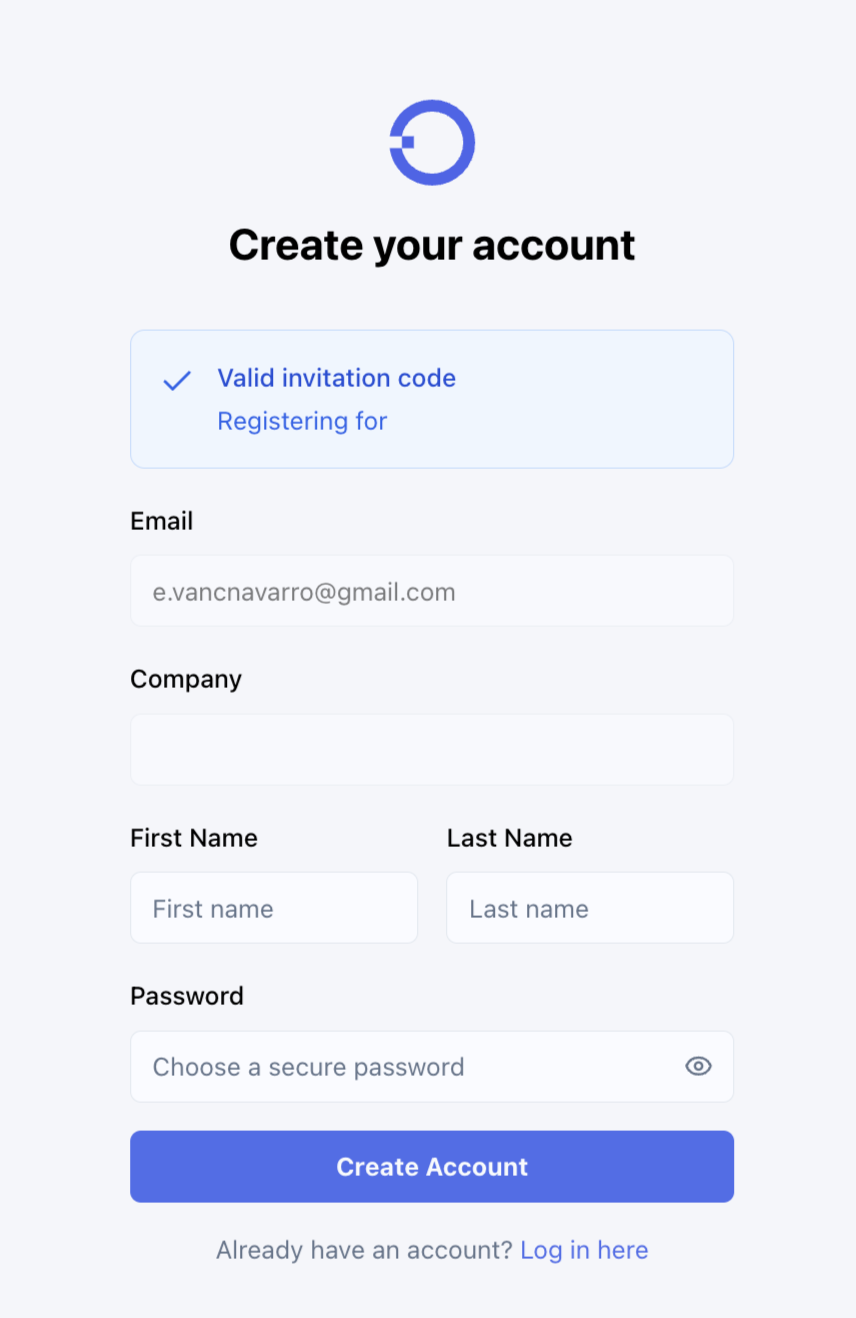 Create your account
Valid invitation code
Registering for
Email
e.vancnavarro@gmail.com
Company
First Name
Last Name
First name
Last name
Password
Choose a secure password
Create Account
Already have an account? Log in here